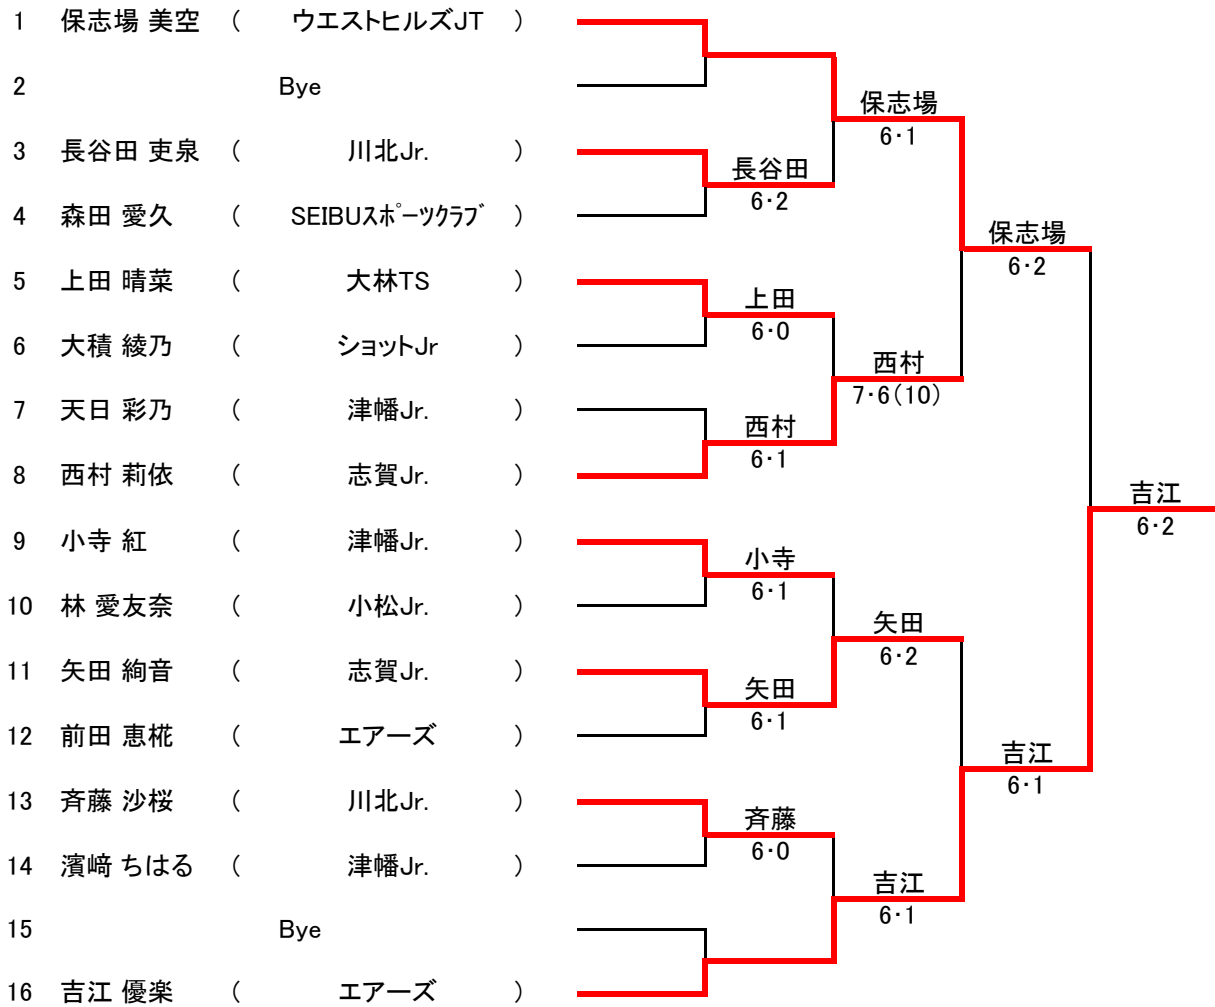 1 保志場 美空 ( ウエストヒルズJT )
2 Bye
保志場
6・1
3 長谷田 吏泉 ( 川北Jr. )
長谷田
6・2
4 森田 愛久 ( SEIBUスポーツクラブ )
保志場
6・2
5 上田 晴菜 ( 大林TS )
上田
6・0
6 大積 綾乃 ( ショットJr )
西村
7・6(10)
7 天日 彩乃 ( 津幡Jr. )
西村
6・1
8 西村 莉依 ( 志賀Jr. )
吉江
6・2
9 小寺 紅 ( 津幡Jr. )
小寺
6・1
10 林 愛友奈 ( 小松Jr. )
矢田
6・2
11 矢田 絢音 ( 志賀Jr. )
矢田
6・1
12 前田 恵椛 ( エアーズ )
吉江
6・1
13 斉藤 沙桜 ( 川北Jr. )
斉藤
6・0
14 濱﨑 ちはる ( 津幡Jr. )
吉江
6・1
15 Bye
16 吉江 優楽 ( エアーズ )